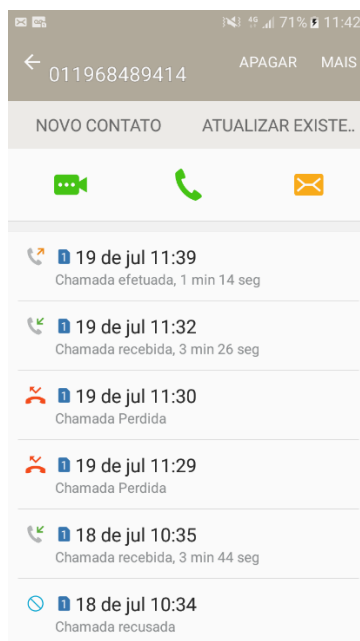 71% 11:42
011968489414
APAGAR MAIS
NOVO CONTATO ATUALIZAR EXISTE..
1 19 de jul 11:39
Chamada efetuada, 1 min 14 seg
1 19 de jul 11:32
Chamada recebida, 3 min 26 seg
1 19 de jul 11:30
Chamada Perdida
1 19 de jul 11:29
Chamada Perdida
1 18 de jul 10:35
Chamada recebida, 3 min 44 seg
1 18 de jul 10:34
Chamada recusada